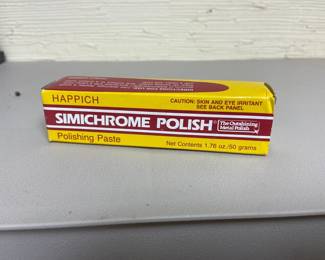 HAPPICH
CAUTION: SKIN AND EYE IRRITANT
SEE BACK PANEL
SIMICHROME POLISH
The Outshining
Metal Polish
Polishing Paste
Net Contents 1.76 oz./50 grams